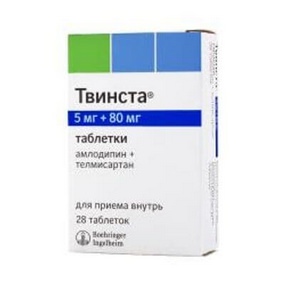 Твинста®
5 мг + 80 мг
таблетки
амлодипин +
телмисартан
для приема внутрь
28 таблеток
Boehringer
Ingelheim